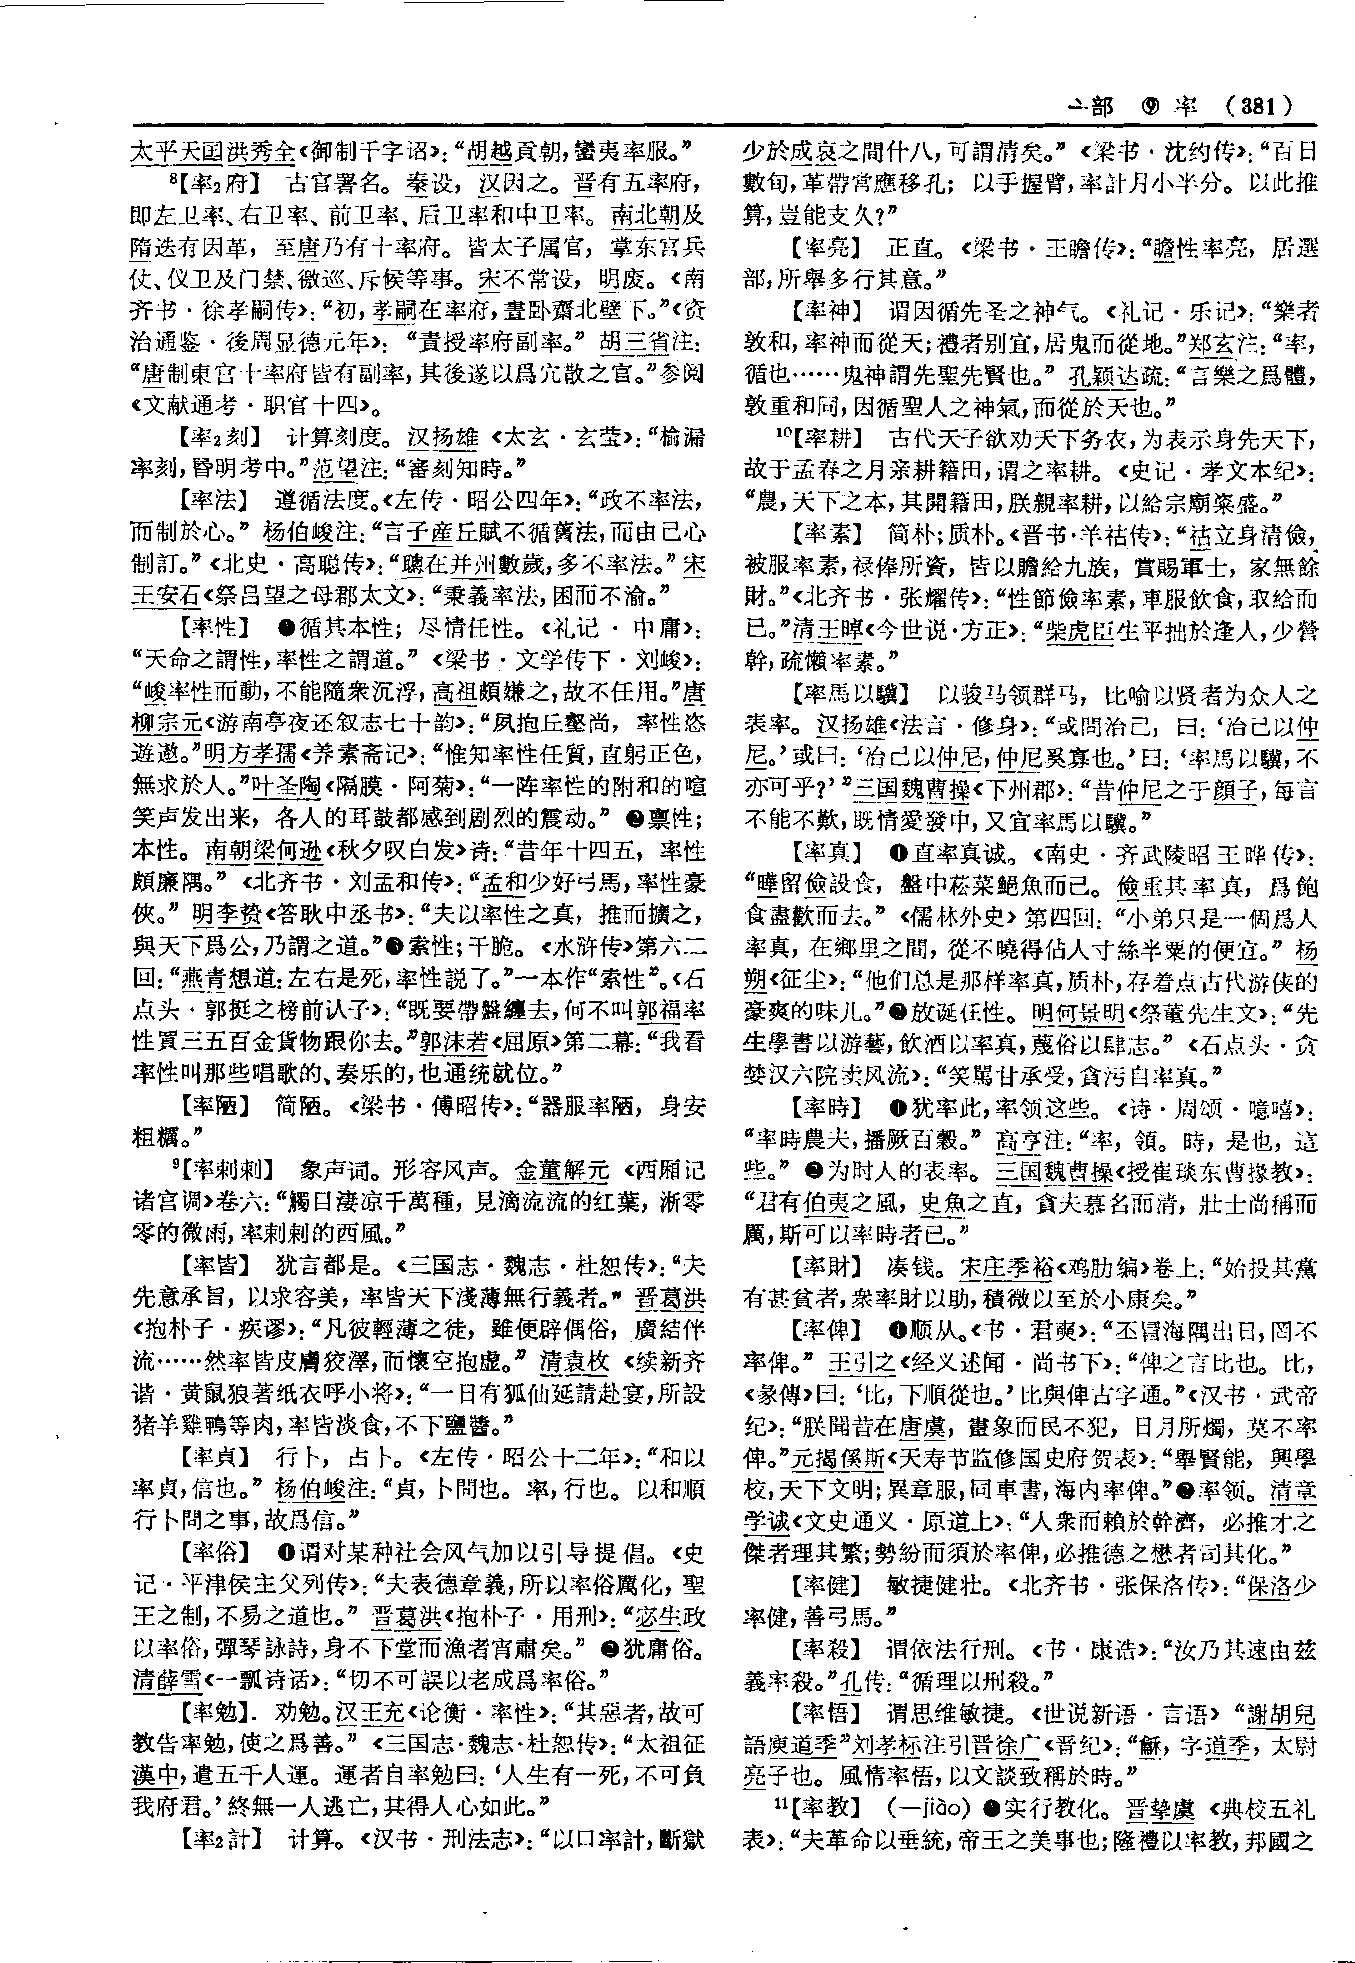 亠部 ⑨ 率 (381)
太平天囯洪秀全《御制千字诏》：“胡越貢朝，蠻夷率服。”
⁸【率₂府】 古官署名。秦设，汉因之。晋有五率府，
即左卫率、右卫率、前卫率、后卫率和中卫率。南北朝及
隋迭有因革，至唐乃有十率府。皆太子属官，掌东宫兵
仗、仪卫及门禁、徼巡、斥候等事。宋不常设，明废。《南
齐书·徐孝嗣传》：“初，孝嗣在率府，晝卧齋北壁下。”《资
治通鉴·後周显德元年》：“責授率府副率。”胡三省注：
“唐制東宫十率府皆有副率，其後遂以爲宂散之官。”参阅
《文献通考·职官十四》。
【率₂刻】 计算刻度。汉扬雄《太玄·玄莹》：“揄漏
率刻，昏明考中。”范望注：“審刻知時。”
【率法】 遵循法度。《左传·昭公四年》：“政不率法，
而制於心。”杨伯峻注：“言子産丘賦不循舊法，而由己心
制訂。”《北史·高聪传》：“聰在并州數歲，多不率法。”宋
王安石《祭吕望之母郡太文》：“秉義率法，困而不渝。”
【率性】 ❶循其本性；尽情任性。《礼记·中庸》：
“天命之謂性，率性之謂道。”《梁书·文学传下·刘峻》：
“峻率性而動，不能隨衆沉浮，高祖頗嫌之，故不任用。”唐
柳宗元《游南亭夜还叙志七十韵》：“夙抱丘壑尚，率性恣
遊遨。”明方孝孺《养素斋记》：“惟知率性任質，直躬正色，
無求於人。”叶圣陶《隔膜·阿菊》：“一阵率性的附和的喧
笑声发出来，各人的耳鼓都感到剧烈的震动。”❷禀性；
本性。南朝梁何逊《秋夕叹白发》诗：“昔年十四五，率性
頗廉隅。”《北齐书·刘孟和传》：“孟和少好弓馬，率性豪
俠。”明李贽《答耿中丞书》：“夫以率性之真，推而擴之，
與天下爲公，乃謂之道。”❸索性；干脆。《水浒传》第六二
回：“燕青想道：左右是死，率性説了。”一本作“索性”。《石
点头·郭挺之榜前认子》：“既要帶盤纏去，何不叫郭福率
性買三五百金貨物跟你去。”郭沫若《屈原》第二幕：“我看
率性叫那些唱歌的、奏乐的，也通统就位。”
【率陋】 简陋。《梁书·傅昭传》：“器服率陋，身安
粗糲。”
⁹【率刺刺】 象声词。形容风声。金董解元《西厢记
诸宫调》卷六：“觸目淒凉千萬種，見滴流流的红葉，淅零
零的微雨，率剌剌的西風。”
【率皆】 犹言都是。《三国志·魏志·杜恕传》：“夫
先意承旨，以求容美，率皆天下淺薄無行義者。”晋葛洪
《抱朴子·疾谬》：“凡彼輕薄之徒，雖便辟偶俗，廣結伴
流……然率皆皮膚狡澤，而懷空抱虚。”清袁枚《续新齐
谐·黄鼠狼著纸衣呼小将》：“一日有狐仙延請赴宴，所設
猪羊雞鴨等肉，率皆淡食，不下鹽醬。”
【率貞】 行卜，占卜。《左传·昭公十二年》：“和以
率貞，信也。”杨伯峻注：“貞，卜問也。率，行也。以和順
行卜問之事，故爲信。”
【率俗】 ❶谓对某种社会风气加以引导提倡。《史
记·平津侯主父列传》：“夫表德章義，所以率俗厲化，聖
王之制，不易之道也。”晋葛洪《抱朴子·用刑》：“宓生政
以率俗，彈琴詠詩，身不下堂而漁者宵肅矣。”❷犹庸俗。
清薛雪《一瓢诗话》：“切不可誤以老成爲率俗。”
【率勉】 劝勉。汉王充《论衡·率性》：“其惡者，故可
教告率勉，使之爲善。”《三国志·魏志·杜恕传》：“太祖征
漢中，遣五千人運。運者自率勉曰：‘人生有一死，不可負
我府君。’終無一人逃亡，其得人心如此。”
【率₂計】 计算。《汉书·刑法志》：“以口率計，斷獄
少於成哀之間什八，可謂清矣。”《梁书·沈约传》：“百日
數旬，革帶常應移孔；以手握臂，率計月小半分。以此推
算，豈能支久？”
【率亮】 正直。《梁书·王瞻传》：“瞻性率亮，居選
部，所舉多行其意。”
【率神】 谓因循先圣之神气。《礼记·乐记》：“樂者
敦和，率神而從天；禮者别宜，居鬼而從地。”郑玄注：“率，
循也……鬼神謂先聖先賢也。”孔颖达疏：“言樂之爲體，
敦重和同，因循聖人之神氣，而從於天也。”
¹⁰【率耕】 古代天子欲劝天下务农，为表示身先天下，
故于孟春之月亲耕籍田，谓之率耕。《史记·孝文本纪》：
“農，天下之本，其開籍田，朕親率耕，以給宗廟粢盛。”
【率素】 简朴；质朴。《晋书·羊祜传》：“祜立身清儉，
被服率素，禄俸所資，皆以贍給九族，賞賜軍士，家無餘
財。”《北齐书·张耀传》：“性節儉率素，車服飲食，取給而
已。”清王晫《今世说·方正》：“柴虎臣生平拙於逢人，少營
幹，疏懶率素。”
【率馬以驥】 以骏马领群马，比喻以贤者为众人之
表率。汉扬雄《法言·修身》：“或問治己，曰：‘治己以仲
尼。’或曰：‘治己以仲尼，仲尼奚寡也。’曰：‘率馬以驥，不
亦可乎？’”三国魏曹操《下州郡》：“昔仲尼之于顔子，每言
不能不歎，既情愛發中，又宜率馬以驥。”
【率真】 ❶直率真诚。《南史·齐武陵昭王晔传》：
“曄留儉設食，盤中菘菜䱥魚而已。儉重其率真，爲飽
食盡歡而去。”《儒林外史》第四回：“小弟只是一個爲人
率真，在鄉里之間，從不曉得佔人寸絲半粟的便宜。”杨
朔《征尘》：“他们总是那样率真，质朴，存着点古代游侠的
豪爽的味儿。”❷放诞任性。明何景明《祭董先生文》：“先
生學書以游藝，飲酒以率真，蔑俗以肆志。”《石点头·贪
婪汉六院卖风流》：“笑駡甘承受，貪污自率真。”
【率時】 ❶犹率此，率领这些。《诗·周颂·噫嘻》：
“率時農夫，播厥百穀。”高亨注：“率，領。時，是也，這
些。”❷为时人的表率。三国魏曹操《授崔琰东曹掾教》：
“君有伯夷之風，史魚之直，貪夫慕名而清，壯士尚稱而
厲，斯可以率時者已。”
【率財】 凑钱。宋庄季裕《鸡肋编》卷上：“始投其黨
有甚貧者，衆率財以助，積微以至於小康矣。”
【率俾】 ❶顺从。《书·君奭》：“丕冒海隅出日，罔不
率俾。”王引之《经义述闻·尚书下》：“俾之言比也。比，
《彖傳》曰：‘比，下順從也。’比與俾古字通。”《汉书·武帝
纪》：“朕聞昔在唐虞，畫象而民不犯，日月所燭，莫不率
俾。”元揭傒斯《天寿节监修国史府贺表》：“舉賢能，興學
校，天下文明；異章服，同車書，海内率俾。”❷率领。清章
学诚《文史通义·原道上》：“人衆而賴於幹濟，必推才之
傑者理其繁；勢紛而須於率俾，必推德之懋者司其化。”
【率健】 敏捷健壮。《北齐书·张保洛传》：“保洛少
率健，善弓馬。”
【率殺】 谓依法行刑。《书·康诰》：“汝乃其速由兹
義率殺。”孔传：“循理以刑殺。”
【率悟】 谓思维敏捷。《世说新语·言语》“謝胡兒
語庾道季”刘孝标注引晋徐广《晋纪》：“龢，字道季，太尉
亮子也。風情率悟，以文談致稱於時。”
¹¹【率教】 (—jiào) ❶实行教化。晋挚虞《典校五礼
表》：“夫革命以垂統，帝王之美事也；隆禮以率教，邦國之